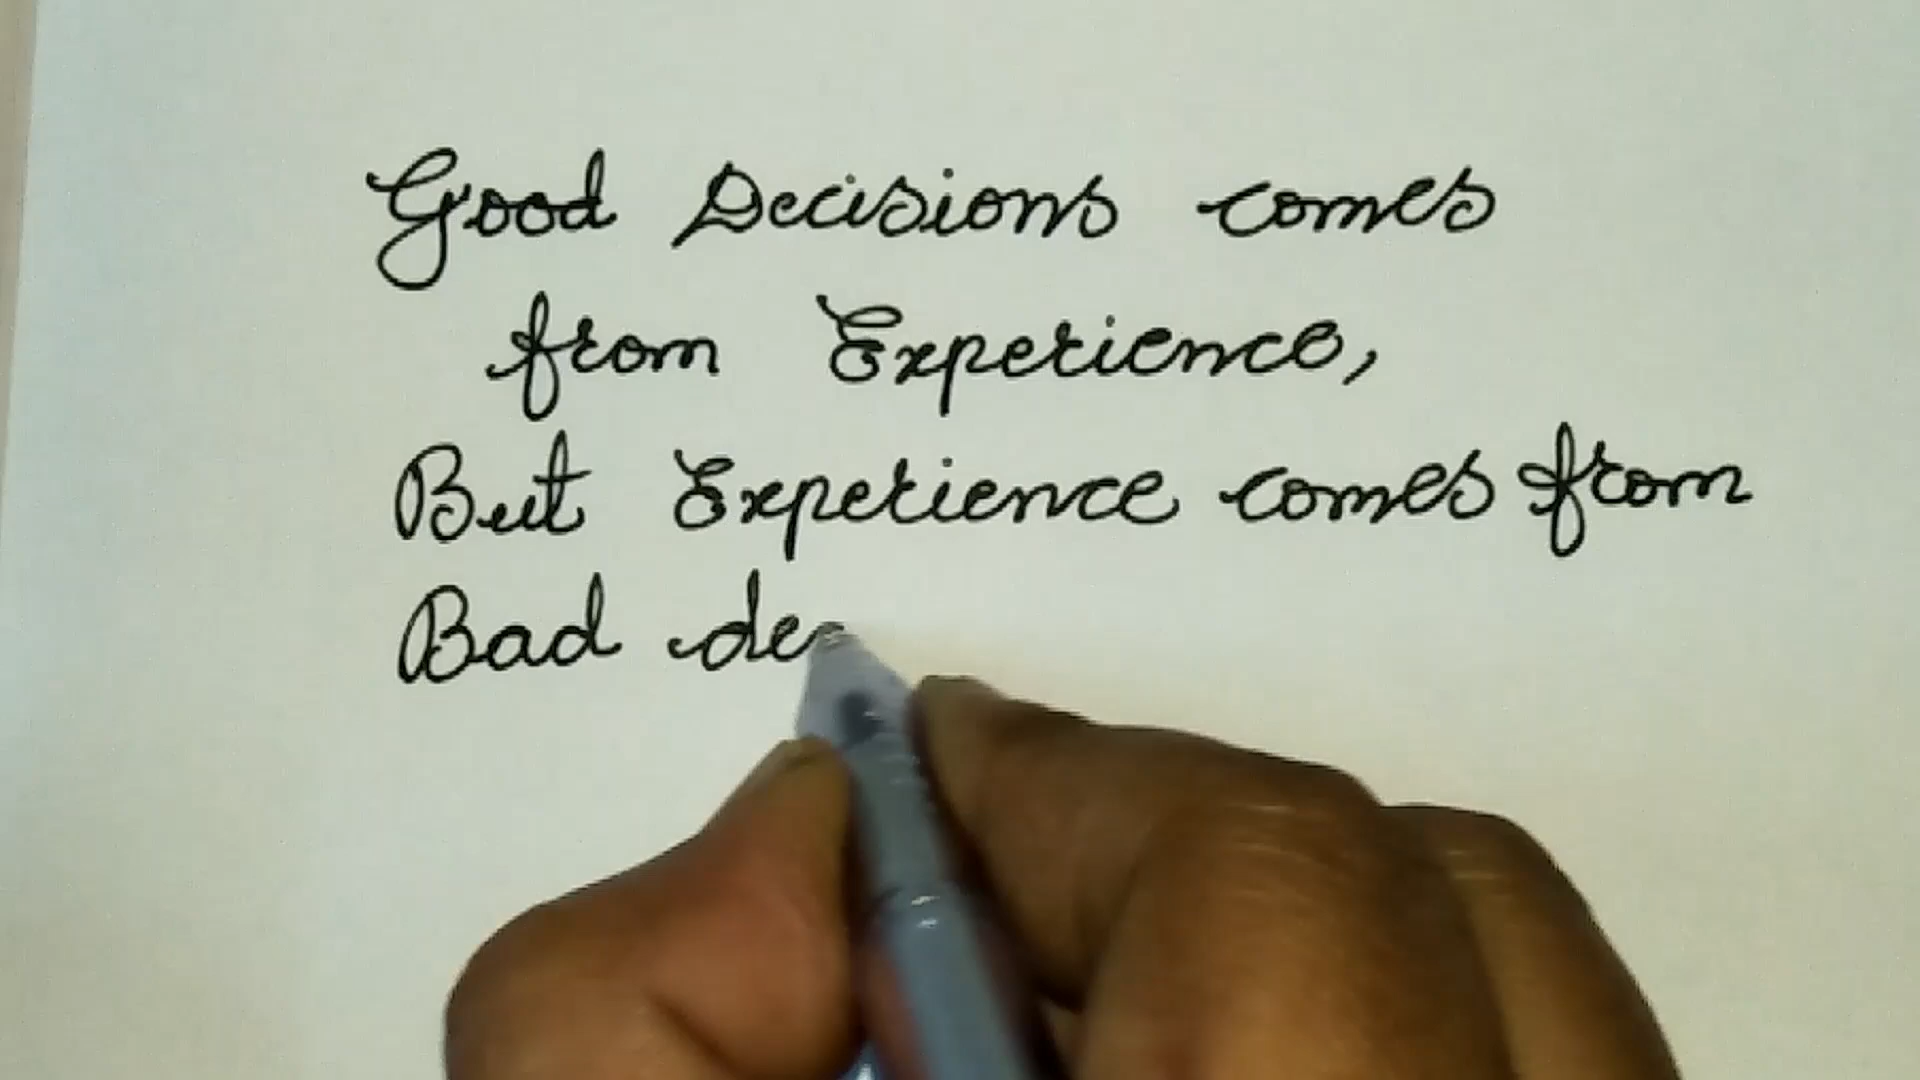 Good Decisions comes
from Experience,
But Experience comes from
Bad de